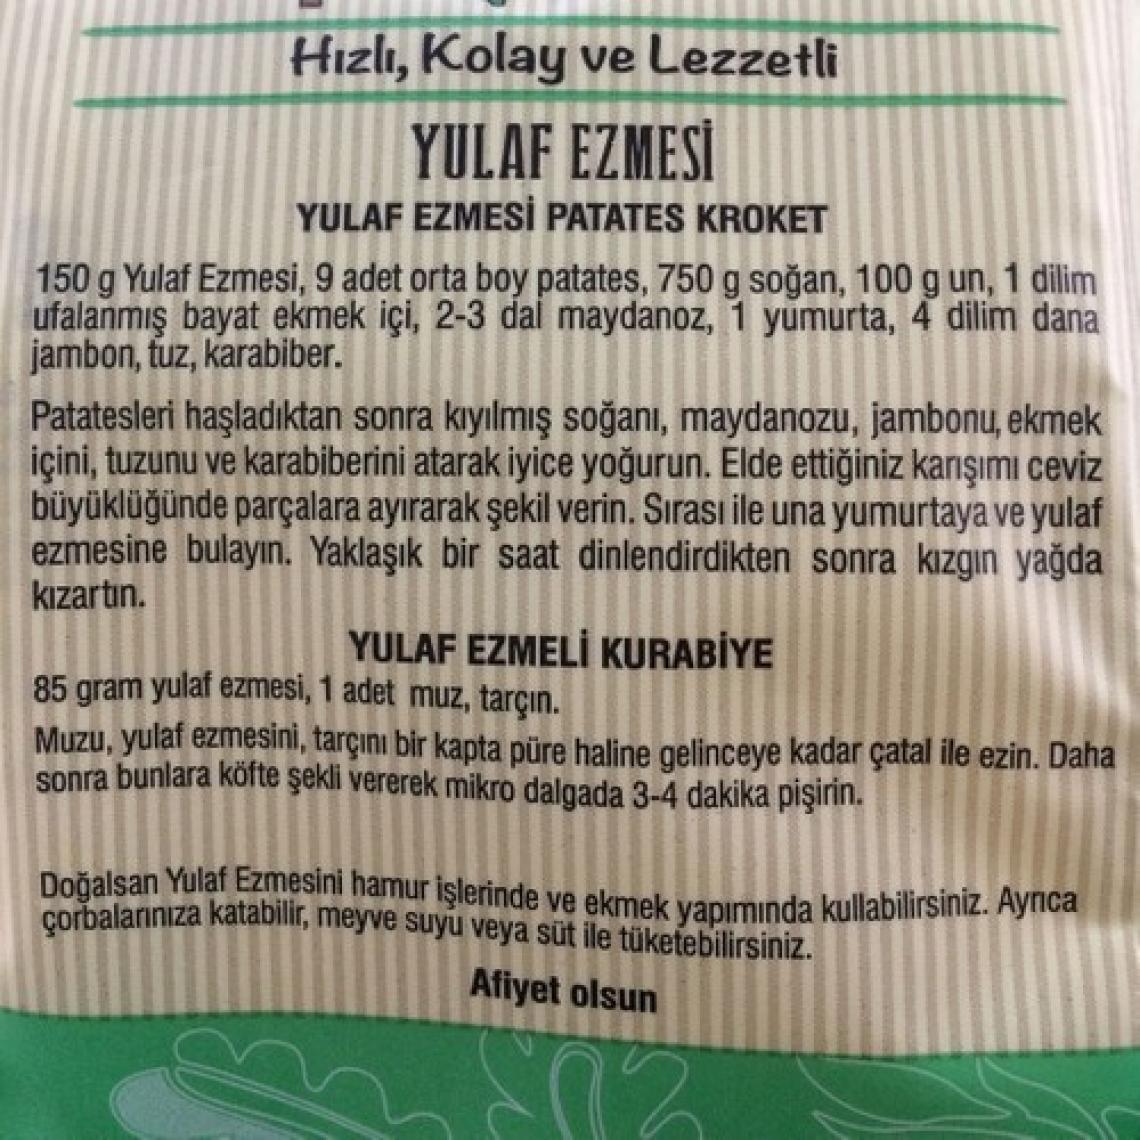 Hızlı, Kolay ve Lezzetli
YULAF EZMESİ
YULAF EZMESİ PATATES KROKET
150 g Yulaf Ezmesi, 9 adet orta boy patates, 750 g soğan, 100 g un, 1 dilim
ufalanmış bayat ekmek içi, 2-3 dal maydanoz, 1 yumurta, 4 dilim dana
jambon, tuz, karabiber.
Patatesleri haşladıktan sonra kıyılmış soğanı, maydanozu, jambonu, ekmek
içini, tuzunu ve karabiberini atarak iyice yoğurun. Elde ettiğiniz karışımı ceviz
büyüklüğünde parçalara ayırarak şekil verin. Sırası ile una yumurtaya ve yulaf
ezmesine bulayın. Yaklaşık bir saat dinlendirdikten sonra kızgın yağda
kızartın.
YULAF EZMELİ KURABİYE
85 gram yulaf ezmesi, 1 adet muz, tarçın.
Muzu, yulaf ezmesini, tarçını bir kapta püre haline gelinceye kadar çatal ile ezin. Daha
sonra bunlara köfte şekli vererek mikro dalgada 3-4 dakika pişirin.
Doğalsan Yulaf Ezmesini hamur işlerinde ve ekmek yapımında kullabilirsiniz. Ayrıca
çorbalarınıza katabilir, meyve suyu veya süt ile tüketebilirsiniz.
Afiyet olsun